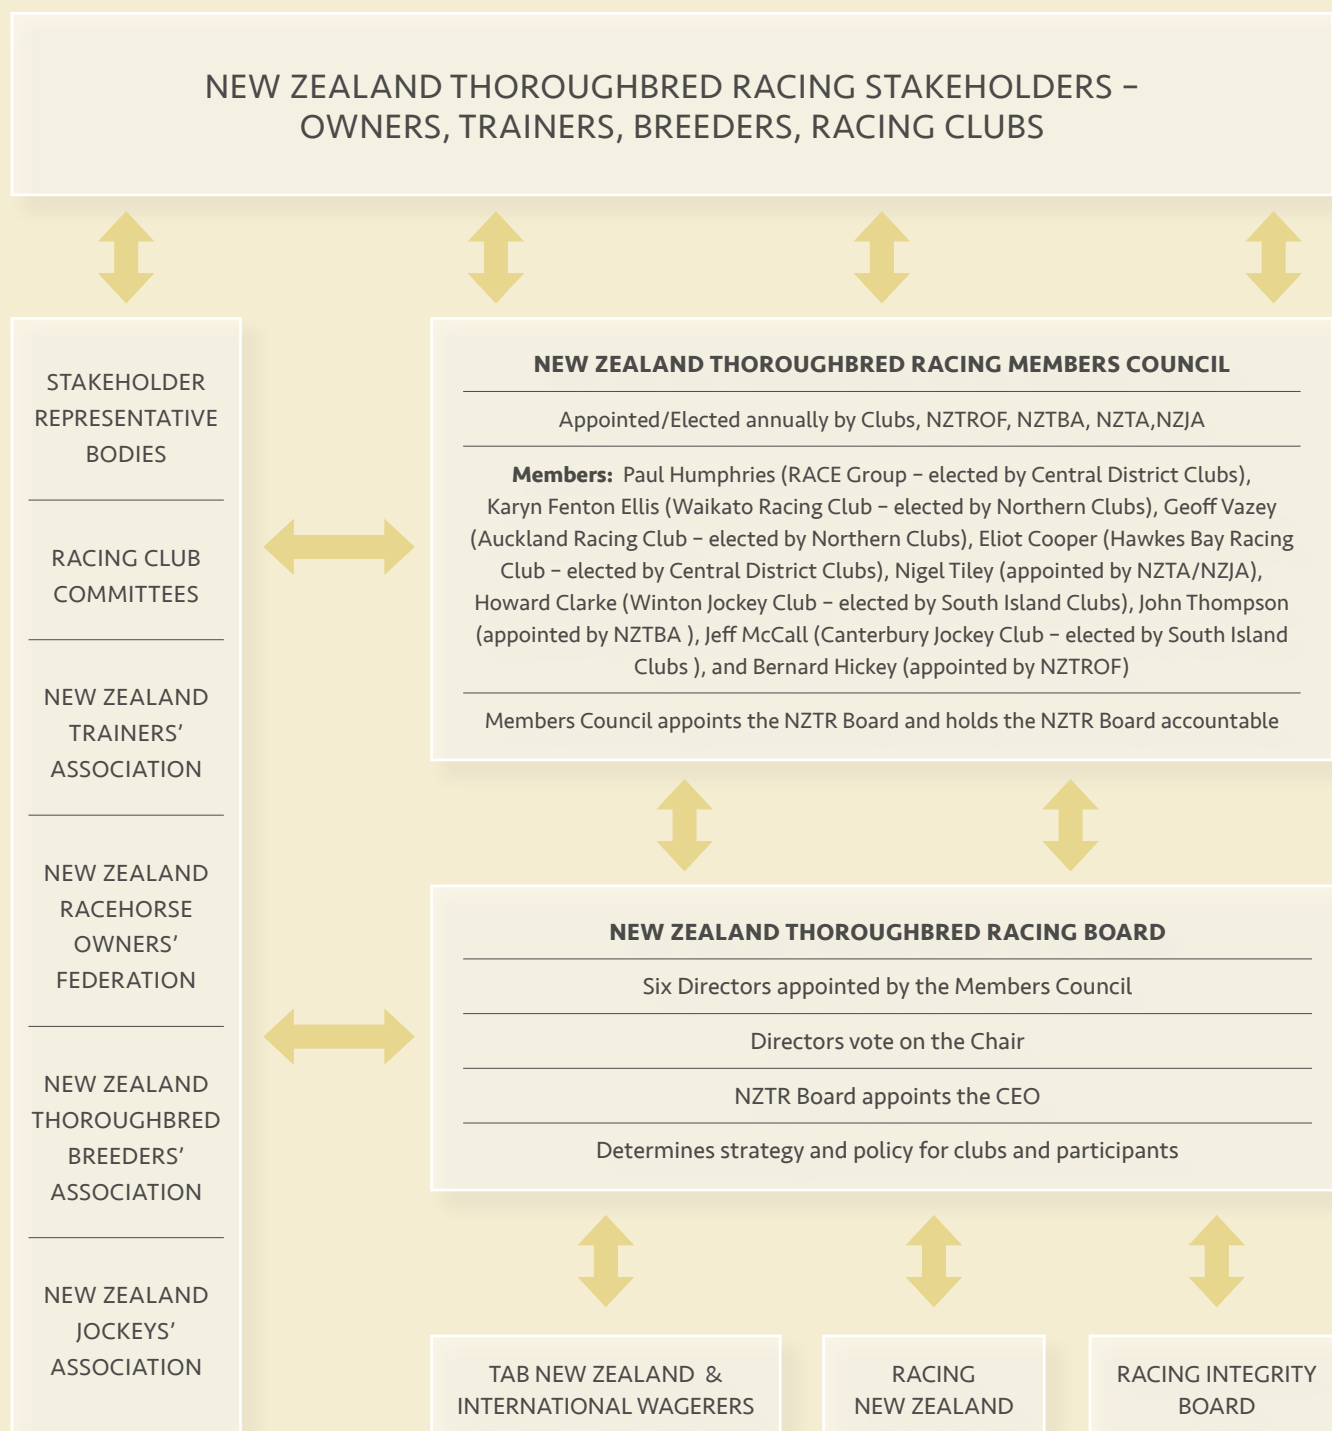 NEW ZEALAND THOROUGHBRED RACING STAKEHOLDERS –
OWNERS, TRAINERS, BREEDERS, RACING CLUBS
STAKEHOLDER
REPRESENTATIVE
BODIES
RACING CLUB
COMMITTEES
NEW ZEALAND
TRAINERS’
ASSOCIATION
NEW ZEALAND
RACEHORSE
OWNERS’
FEDERATION
NEW ZEALAND
THOROUGHBRED
BREEDERS’
ASSOCIATION
NEW ZEALAND
JOCKEYS’
ASSOCIATION
NEW ZEALAND THOROUGHBRED RACING MEMBERS COUNCIL
Appointed/Elected annually by Clubs, NZTROF, NZTBA, NZTA,NZJA
Members: Paul Humphries (RACE Group – elected by Central District Clubs),
Karyn Fenton Ellis (Waikato Racing Club – elected by Northern Clubs), Geoff Vazey
(Auckland Racing Club – elected by Northern Clubs), Eliot Cooper (Hawkes Bay Racing
Club – elected by Central District Clubs), Nigel Tiley (appointed by NZTA/NZJA),
Howard Clarke (Winton Jockey Club – elected by South Island Clubs), John Thompson
(appointed by NZTBA ), Jeff McCall (Canterbury Jockey Club – elected by South Island
Clubs ), and Bernard Hickey (appointed by NZTROF)
Members Council appoints the NZTR Board and holds the NZTR Board accountable
NEW ZEALAND THOROUGHBRED RACING BOARD
Six Directors appointed by the Members Council
Directors vote on the Chair
NZTR Board appoints the CEO
Determines strategy and policy for clubs and participants
TAB NEW ZEALAND &
INTERNATIONAL WAGERERS
RACING
NEW ZEALAND
RACING INTEGRITY
BOARD